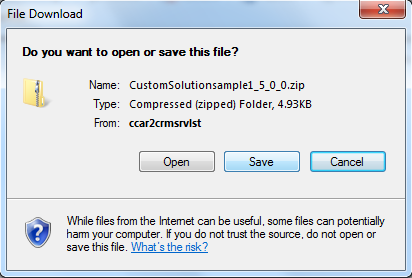 File Download
Do you want to open or save this file?
Name: CustomSolutionsample1_5_0_0.zip
Type: Compressed (zipped) Folder, 4.93KB
From: ccar2crmsrvlst
Open Save Cancel
While files from the Internet can be useful, some files can potentially
harm your computer. If you do not trust the source, do not open or
save this file. What's the risk?